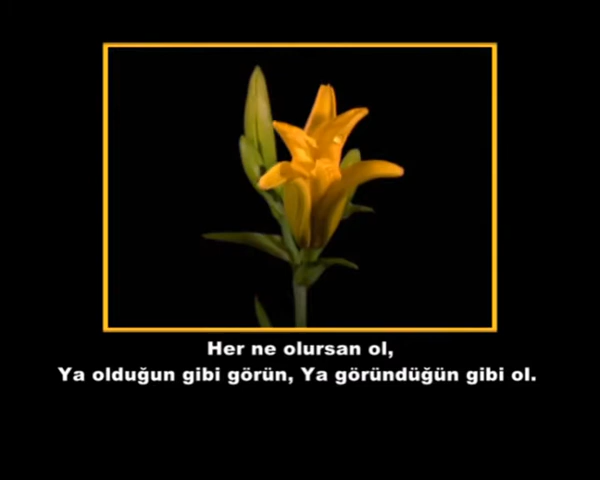 Her ne olursan ol,
Ya olduğun gibi görün, Ya göründüğün gibi ol.